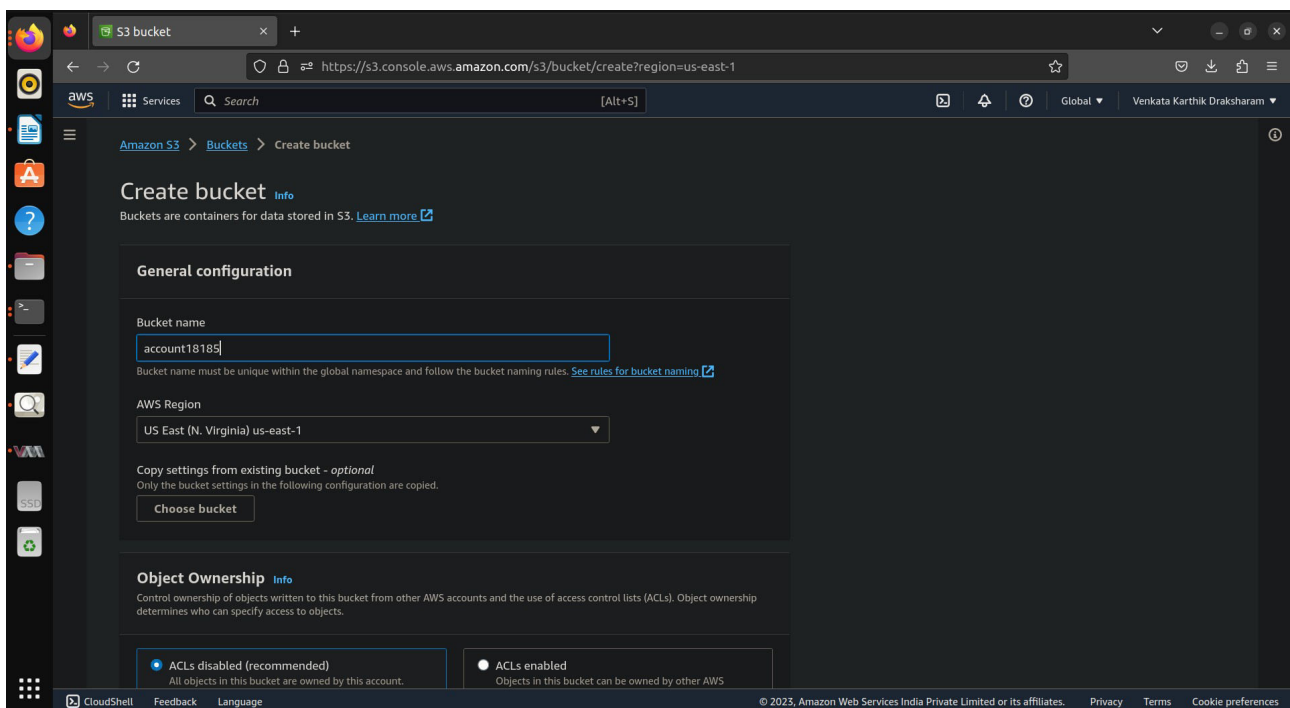 S3 bucket
https://s3.console.aws.amazon.com/s3/bucket/create?region=us-east-1
aws Services Search [Alt+S] Global Venkata Karthik Draksharam
Amazon S3 > Buckets > Create bucket
Create bucket Info
Buckets are containers for data stored in S3. Learn more
General configuration
Bucket name
account18185
Bucket name must be unique within the global namespace and follow the bucket naming rules. See rules for bucket naming
AWS Region
US East (N. Virginia) us-east-1
Copy settings from existing bucket - optional
Only the bucket settings in the following configuration are copied.
Choose bucket
Object Ownership Info
Control ownership of objects written to this bucket from other AWS accounts and the use of access control lists (ACLs). Object ownership
determines who can specify access to objects.
ACLs disabled (recommended)
All objects in this bucket are owned by this account.
ACLs enabled
Objects in this bucket can be owned by other AWS
SSD
CloudShell Feedback Language © 2023, Amazon Web Services India Private Limited or its affiliates. Privacy Terms Cookie preferences